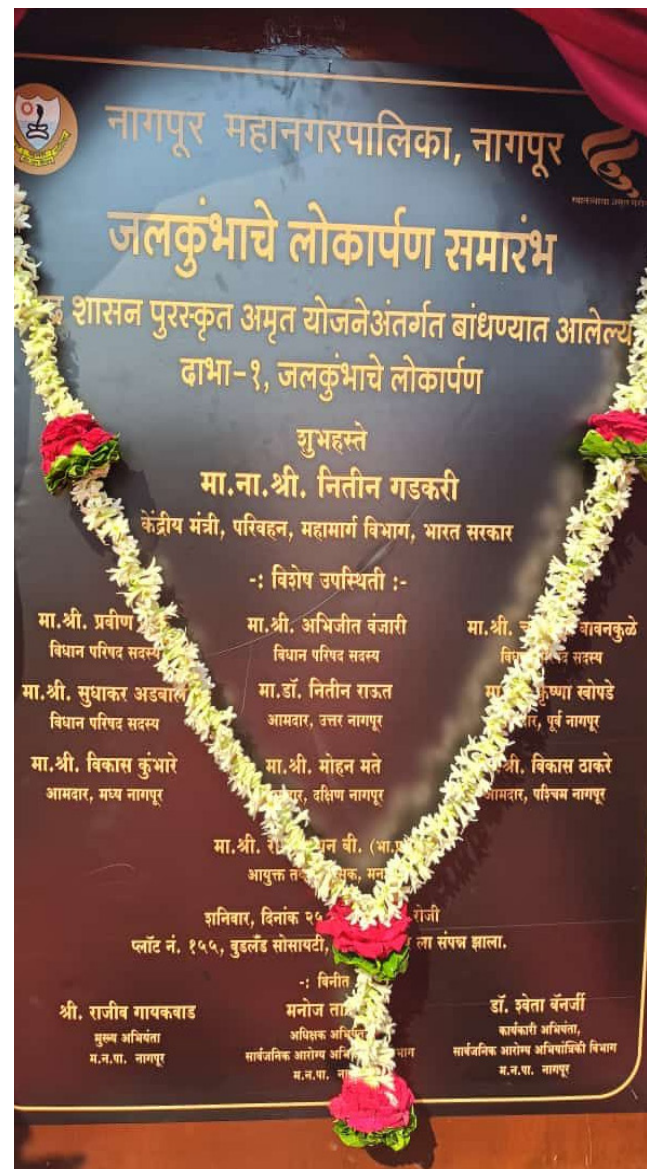 नागपूर महानगरपालिका, नागपूर
जलकुंभाचे लोकार्पण समारंभ
शासन पुरस्कृत अमृत योजनेअंतर्गत बांधण्यात आलेल्य
दाभा-१, जलकुंभाचे लोकार्पण
शुभहस्ते
मा.ना.श्री. नितीन गडकरी
केंद्रीय मंत्री, परिवहन, महामार्ग विभाग, भारत सरकार
-: विशेष उपस्थिती :-
मा.श्री. प्रवीण
विधान परिषद सदस्य
मा.श्री. अभिजीत वंजारी
विधान परिषद सदस्य
मा.श्री. बावनकुळे
सदस्य
मा.श्री. सुधाकर
विधान परिषद सदस्य
मा.डॉ. नितीन राऊत
आमदार, उत्तर नागपूर
खोपडे
पूर्व नागपूर
मा.श्री. विकास कुंभारे
आमदार, मध्य नागपूर
मा.श्री. मोहन मते
दक्षिण नागपूर
विकास ठाकरे
आमदार, पश्चिम नागपूर
मा.श्री. बी.
आयुक्त
शनिवार, दिनांक रोजी
प्लॉट नं. १५५, वुडलँड सोसायटी, ला संपन्न झाला.
-: विनीत
श्री. राजीव गायकवाड
मुख्य अभियंता
म.न.पा. नागपूर
मनोज
अधिक्षक
सार्वजनिक आरोग्य
म.न.पा.
डॉ. श्वेता बॅनर्जी
कार्यकारी अभियंता,
सार्वजनिक आरोग्य अभियांत्रिकी विभाग
म.न.पा. नागपूर